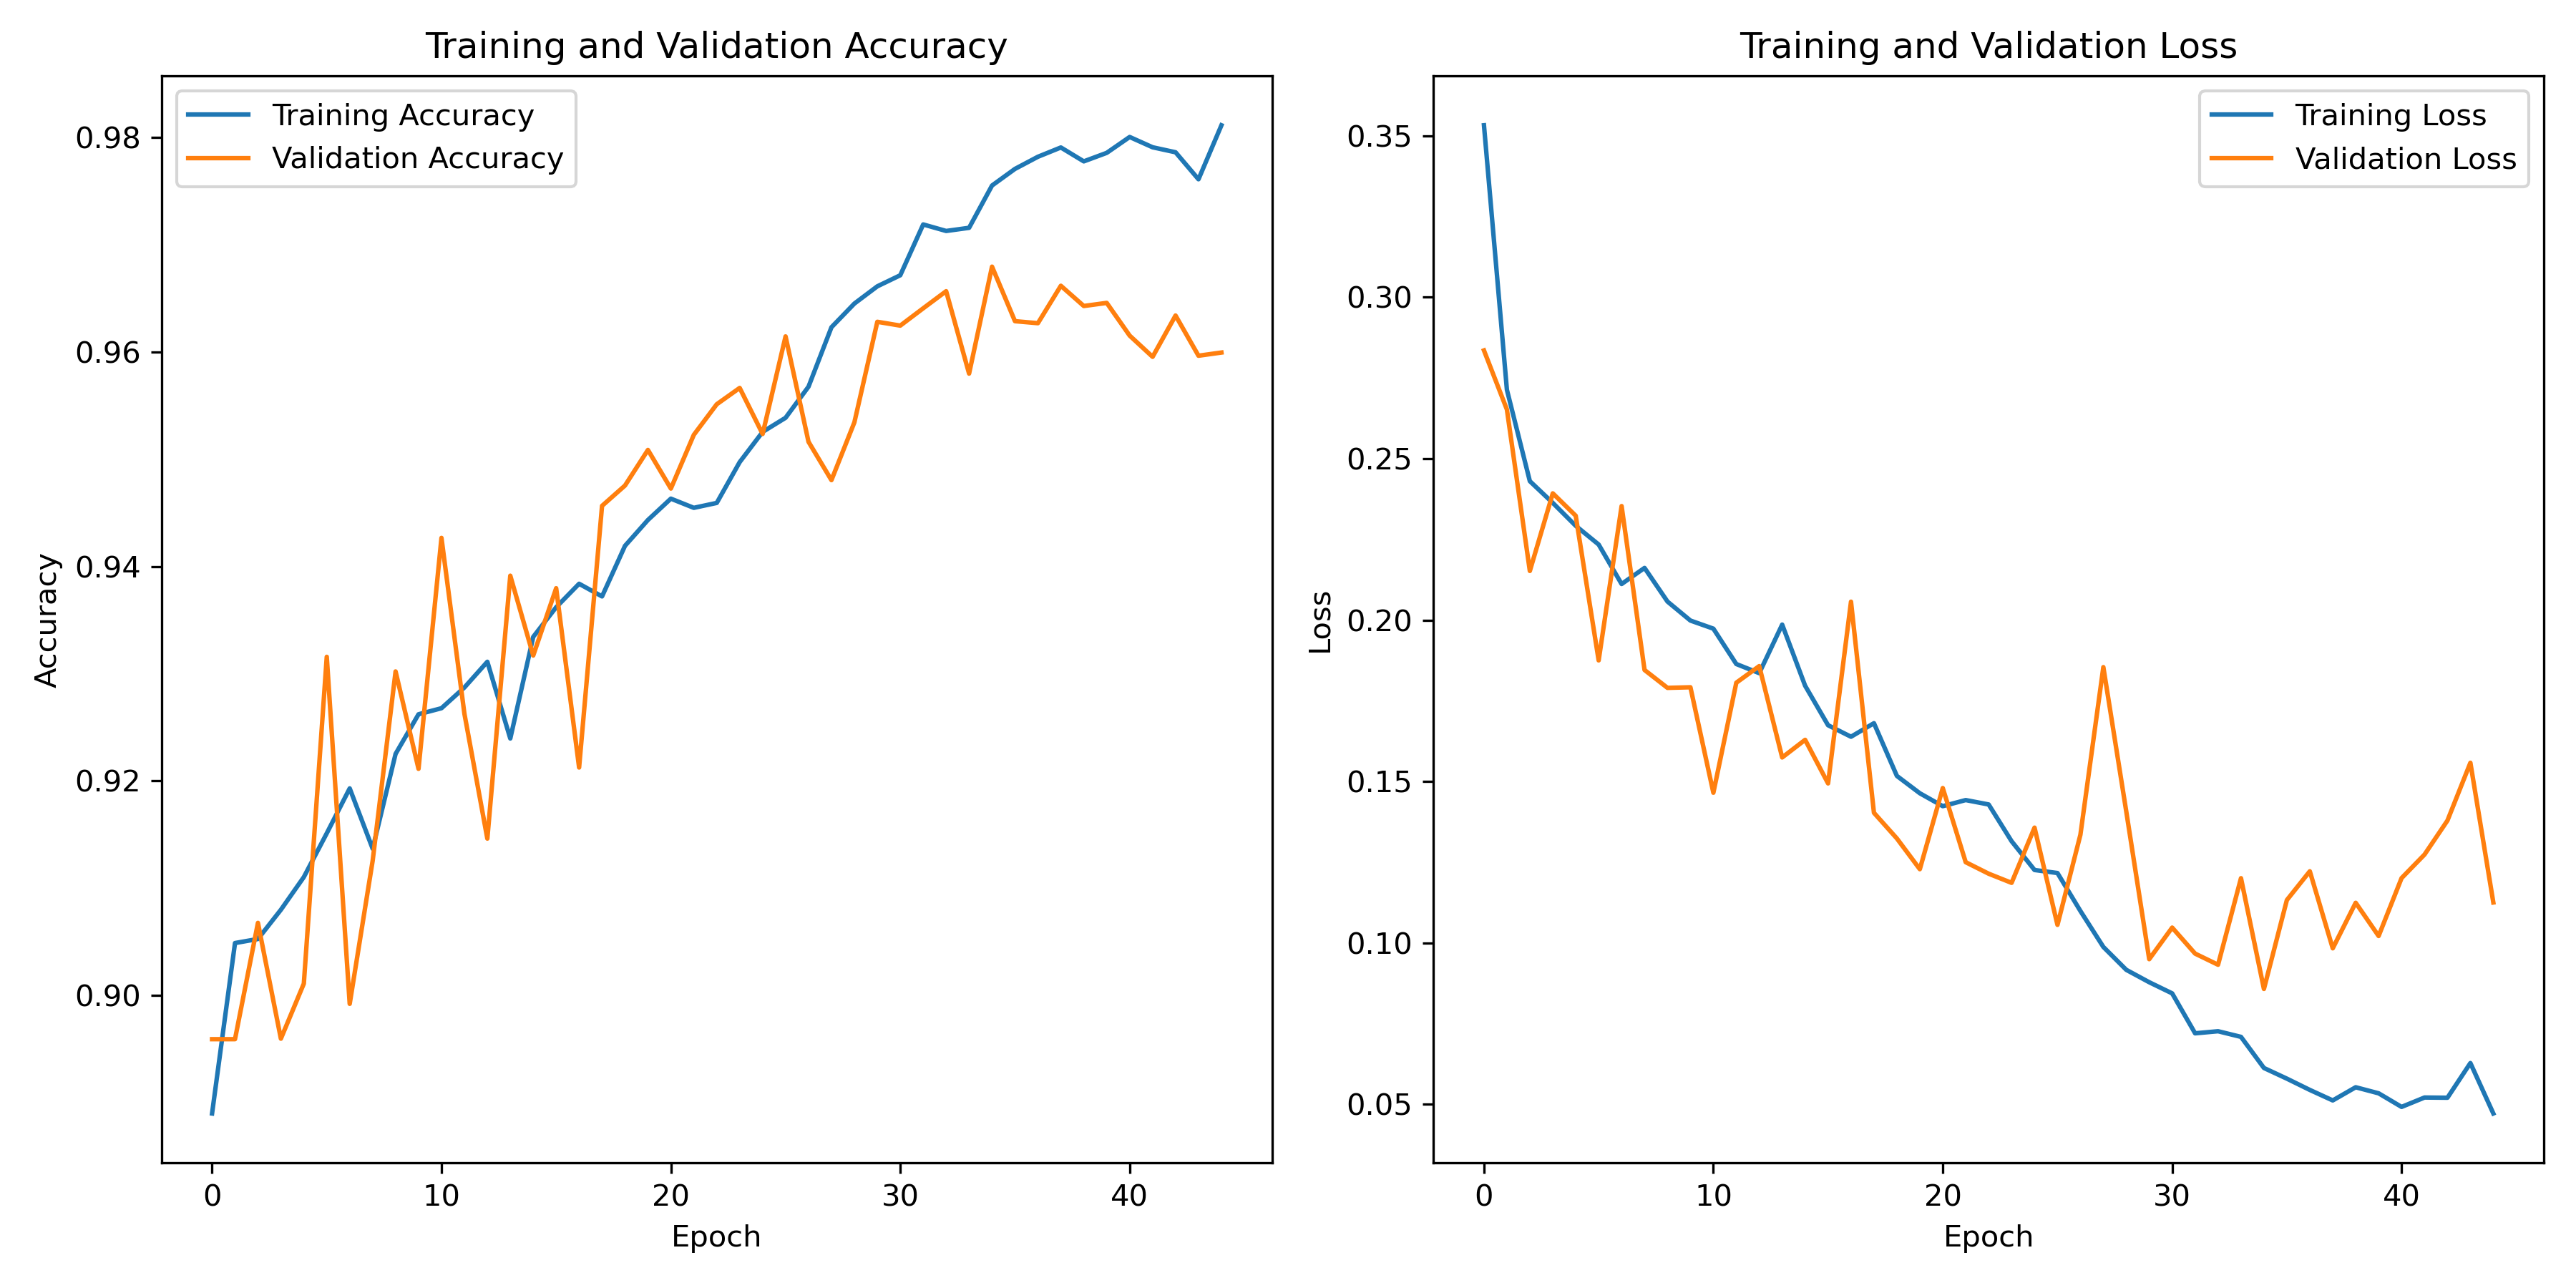 Training and Validation Accuracy
Training Accuracy
Validation Accuracy
0.98
0.96
0.94
0.92
0.90
Accuracy
0 10 20 30 40
Epoch
Training and Validation Loss
Training Loss
Validation Loss
0.35
0.30
0.25
0.20
0.15
0.10
0.05
Loss
0 10 20 30 40
Epoch